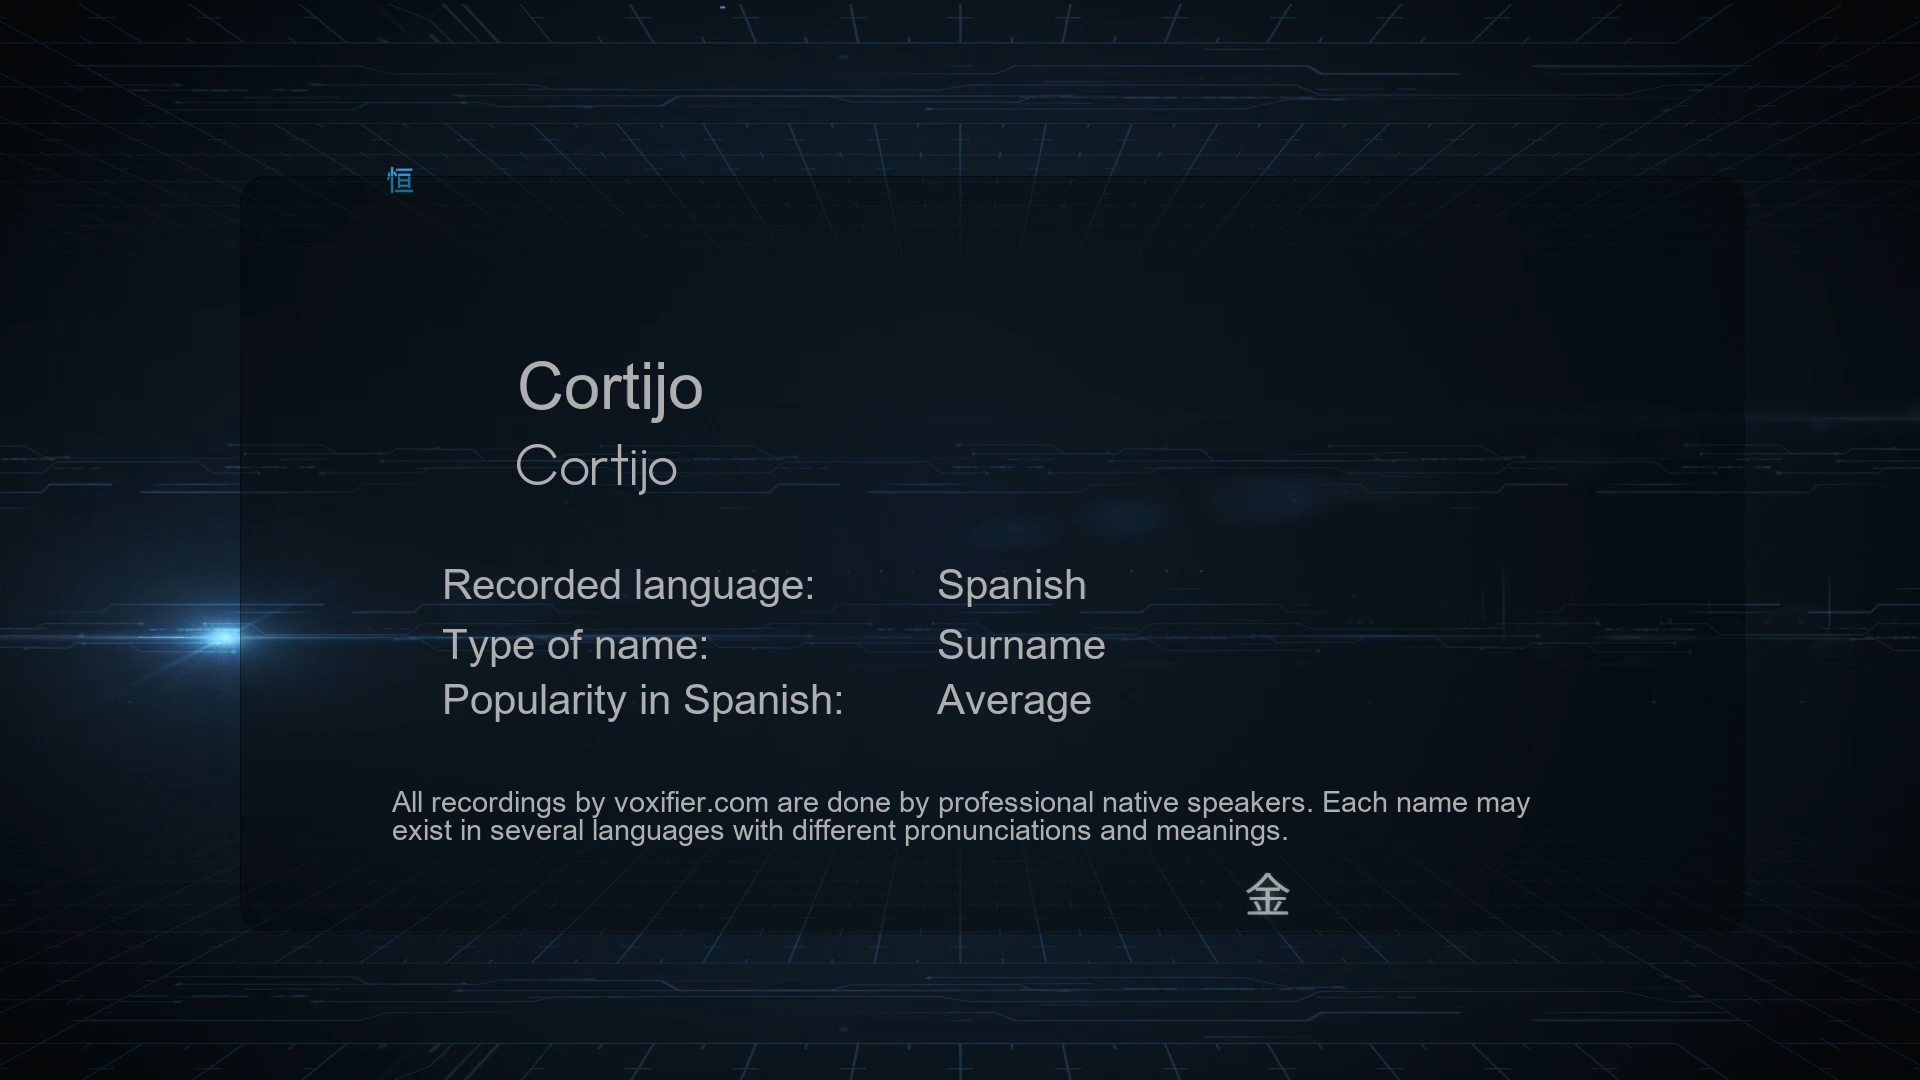 恒
Cortijo
Cortijo
Recorded language: Spanish
Type of name: Surname
Popularity in Spanish: Average
All recordings by voxifier.com are done by professional native speakers. Each name may
exist in several languages with different pronunciations and meanings.
金